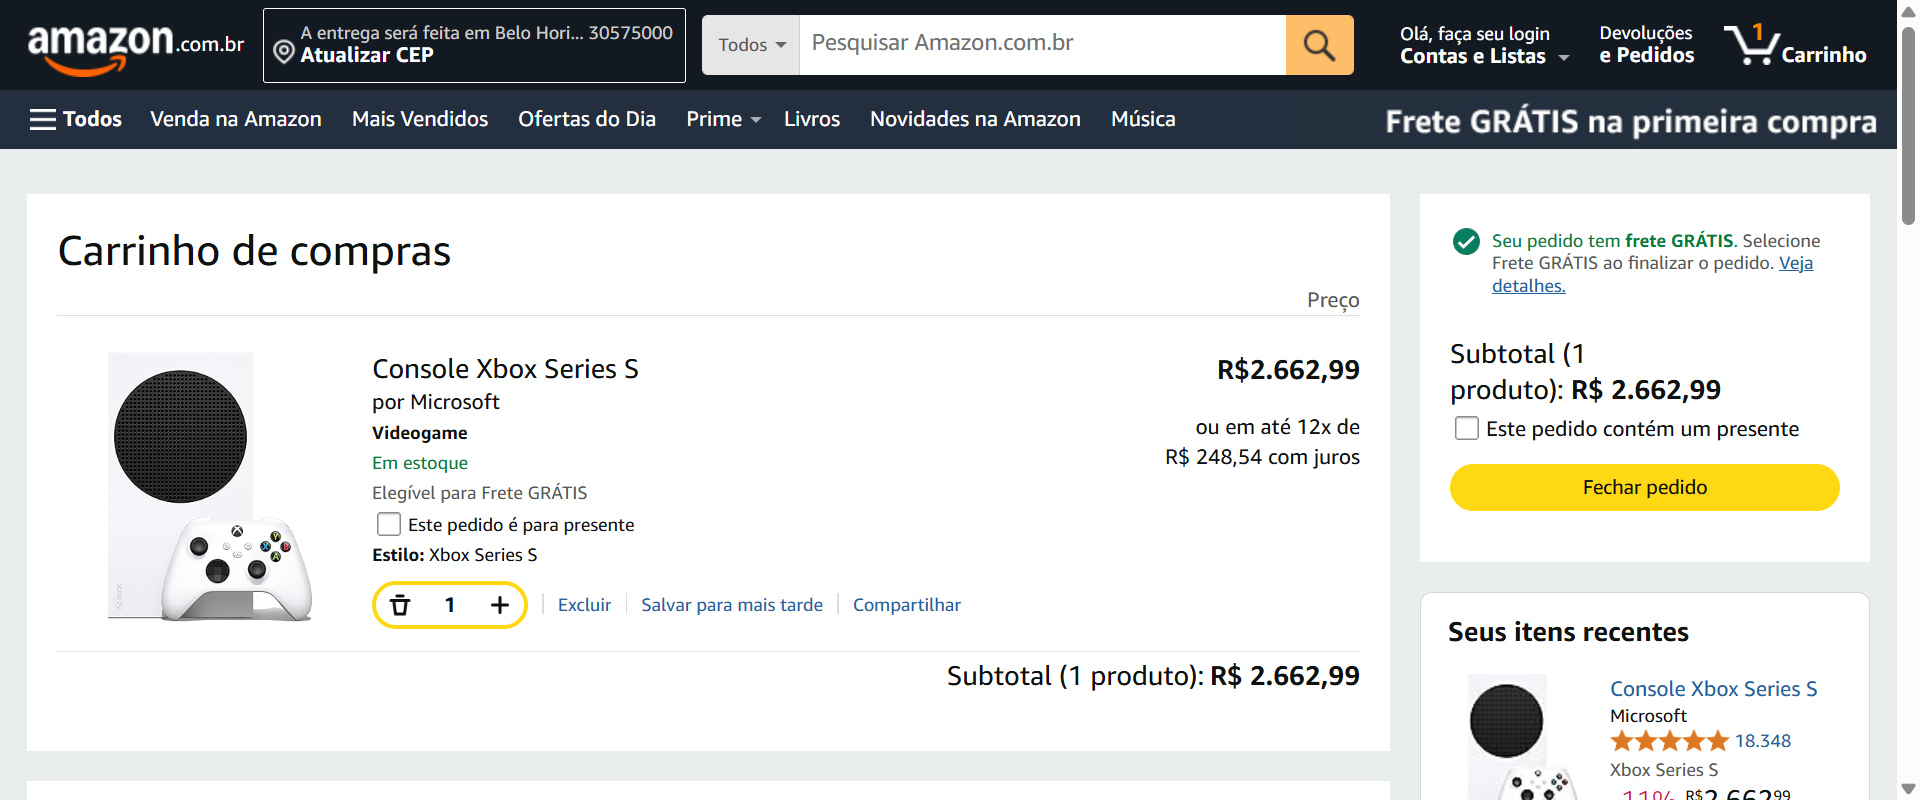 amazon.com.br
A entrega será feita em Belo Hori... 30575000
Atualizar CEP
Todos
Pesquisar Amazon.com.br
Olá, faça seu login
Contas e Listas
Devoluções
e Pedidos
1
Carrinho
Todos
Venda na Amazon
Mais Vendidos
Ofertas do Dia
Prime
Livros
Novidades na Amazon
Música
Frete GRÁTIS na primeira compra
Carrinho de compras
Preço
Console Xbox Series S
R$2.662,99
por Microsoft
Videogame
ou em até 12x de
R$ 248,54 com juros
Em estoque
Elegível para Frete GRÁTIS
Este pedido é para presente
Estilo: Xbox Series S
1
Excluir
Salvar para mais tarde
Compartilhar
Subtotal (1 produto): R$ 2.662,99
Seu pedido tem frete GRÁTIS. Selecione
Frete GRÁTIS ao finalizar o pedido. Veja
detalhes.
Subtotal (1
produto): R$ 2.662,99
Este pedido contém um presente
Fechar pedido
Seus itens recentes
Console Xbox Series S
Microsoft
18.348
Xbox Series S
-11% R$2.662,99